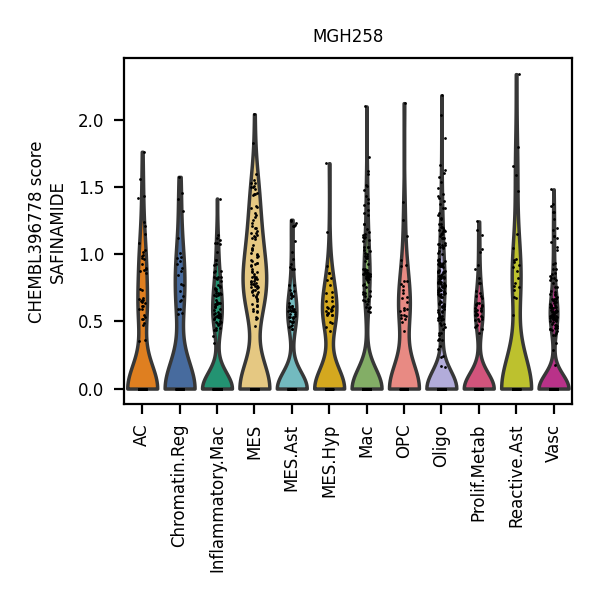 MGH258
CHEMBL396778 score
SAFINAMIDE
2.0
1.5
1.0
0.5
0.0
AC
Chromatin.Reg
Inflammatory.Mac
MES
MES.Ast
MES.Hyp
Mac
OPC
Oligo
Prolif.Metab
Reactive.Ast
Vasc